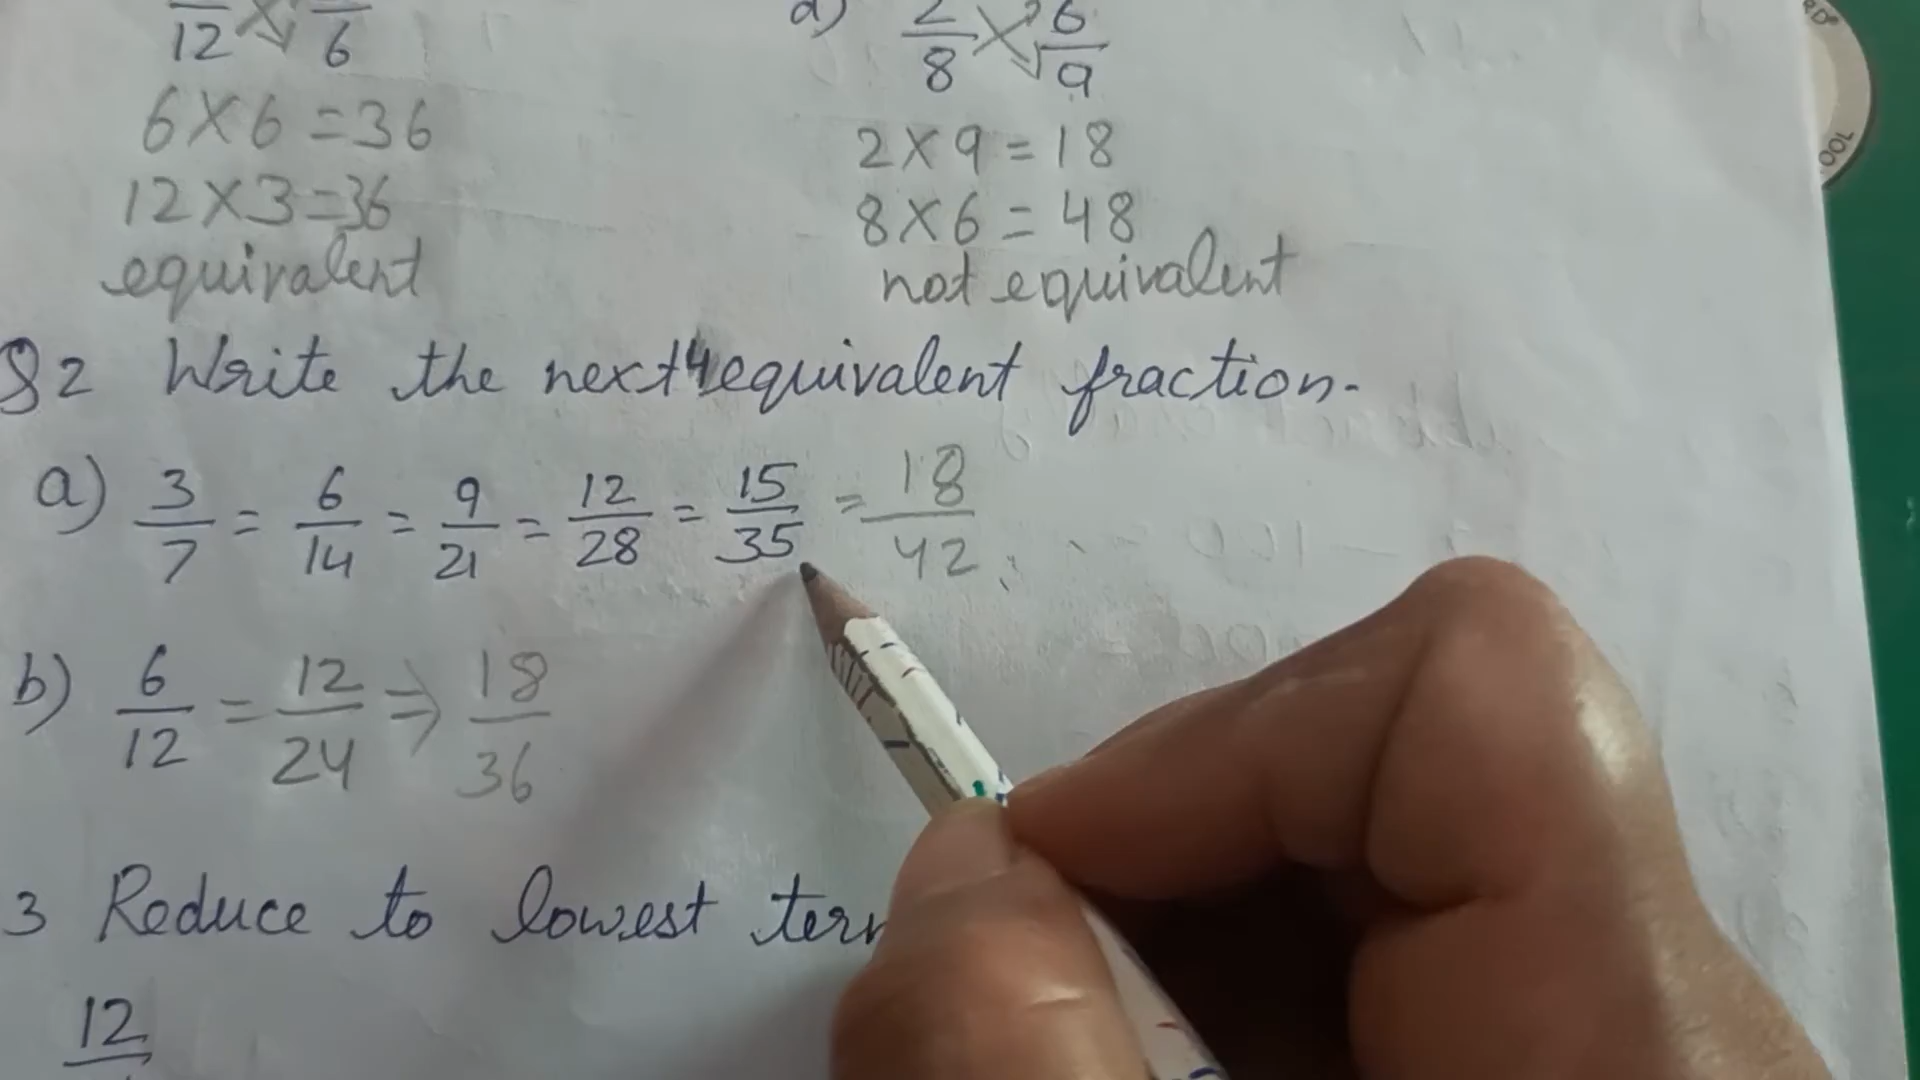 12 6
6 X 6 = 36
12 X 3 = 36
equivalent
d) 2/8 X 6/9
2 X 9 = 18
8 X 6 = 48
not equivalent
Q2 Write the next 4 equivalent fraction.
a) 3/7 = 6/14 = 9/21 = 12/28 = 15/35 = 18/42
b) 6/12 = 12/24 => 18/36
3 Reduce to lowest
12